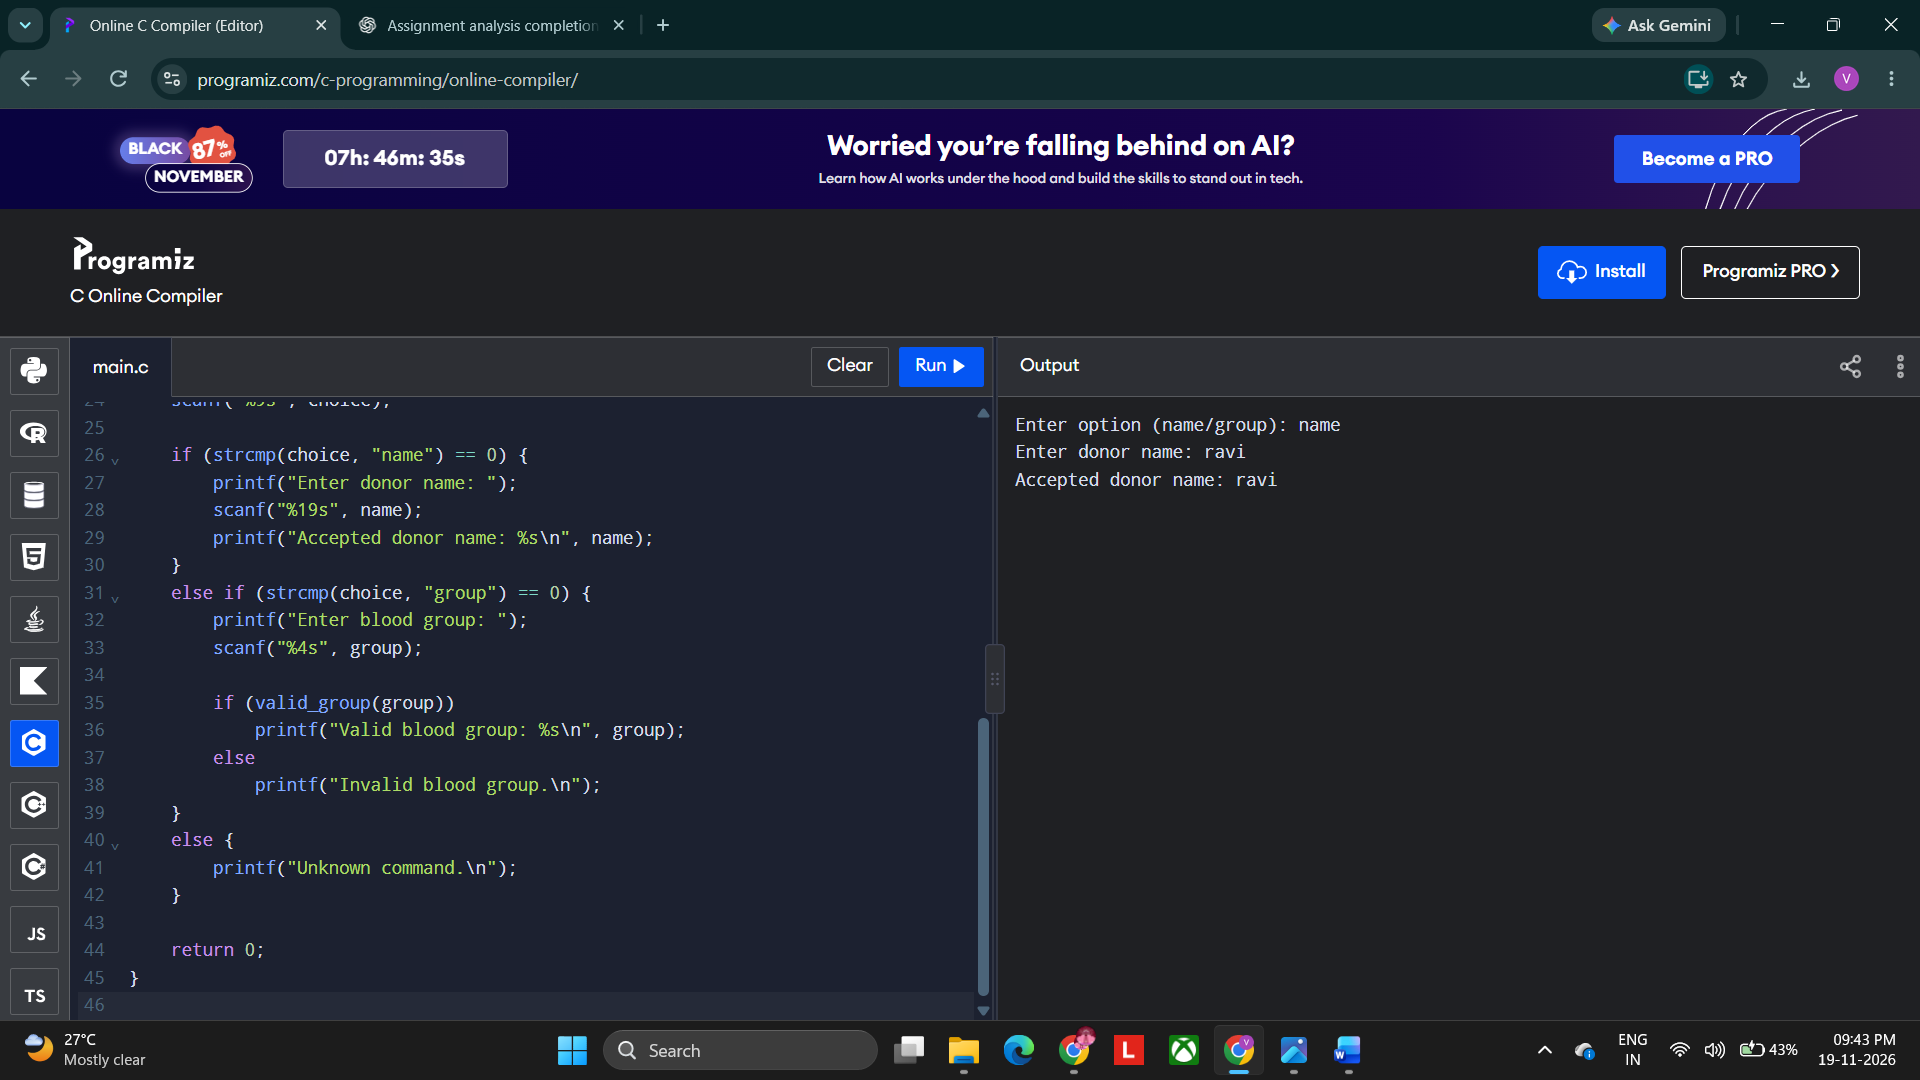 Online C Compiler (Editor)
Assignment analysis completion
Ask Gemini
programiz.com/c-programming/online-compiler/
V
BLACK 87% OFF
NOVEMBER
07h: 46m: 35s
Worried you’re falling behind on AI?
Learn how AI works under the hood and build the skills to stand out in tech.
Become a PRO
Programiz
C Online Compiler
Install
Programiz PRO ❯
main.c
Clear
Run
Output
24 scanf("%9s", choice);
25
26 if (strcmp(choice, "name") == 0) {
27 printf("Enter donor name: ");
28 scanf("%19s", name);
29 printf("Accepted donor name: %s\n", name);
30 }
31 else if (strcmp(choice, "group") == 0) {
32 printf("Enter blood group: ");
33 scanf("%4s", group);
34
35 if (valid_group(group))
36 printf("Valid blood group: %s\n", group);
37 else
38 printf("Invalid blood group.\n");
39 }
40 else {
41 printf("Unknown command.\n");
42 }
43
44 return 0;
45 }
46
Enter option (name/group): name
Enter donor name: ravi
Accepted donor name: ravi
R
5
C
C
C
JS
TS
27°C
Mostly clear
Search
V
L
W
ENG
IN
43%
09:43 PM
19-11-2026